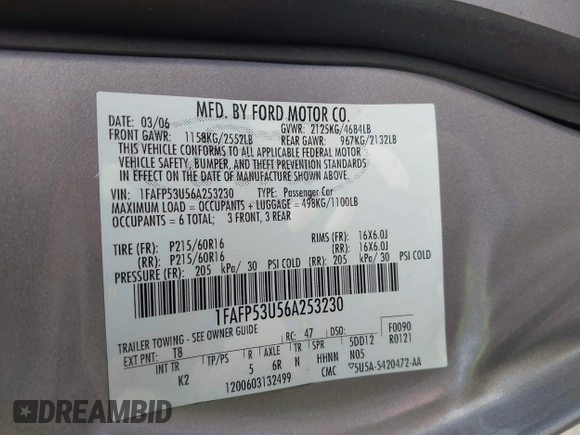 MFD. BY FORD MOTOR CO.
DATE: 03/06 GVWR: 2125KG/4684LB
FRONT GAWR: 1158KG/2552LB REAR GAWR: 967KG/2132LB
THIS VEHICLE CONFORMS TO ALL APPLICABLE FEDERAL MOTOR
VEHICLE SAFETY, BUMPER, AND THEFT PREVENTION STANDARDS
IN EFFECT ON THE DATE OF MANUFACTURE SHOWN ABOVE.
VIN: 1FAFP53U56A253230 TYPE: Passenger Car
MAXIMUM LOAD = OCCUPANTS + LUGGAGE = 498KG/1100LB
OCCUPANTS = 6 TOTAL; 3 FRONT, 3 REAR
TIRE (FR): P215/60R16 RIMS (FR): 16X6.0J
(RR): P215/60R16 (RR): 16X6.0J
PRESSURE (FR): 205 kPa/ 30 PSI COLD (RR): 205 kPa/ 30 PSI COLD
1FAFP53U56A253230
TRAILER TOWING - SEE OWNER GUIDE RC: 47 DSO: F0090
EXT PNT: T8 5DD12 R0121
INT TR TP/PS R AXLE TR SPR N05
K2 5 6R N HHNN CMC
1200603132499 5U5A-5420472-AA
DREAMBID